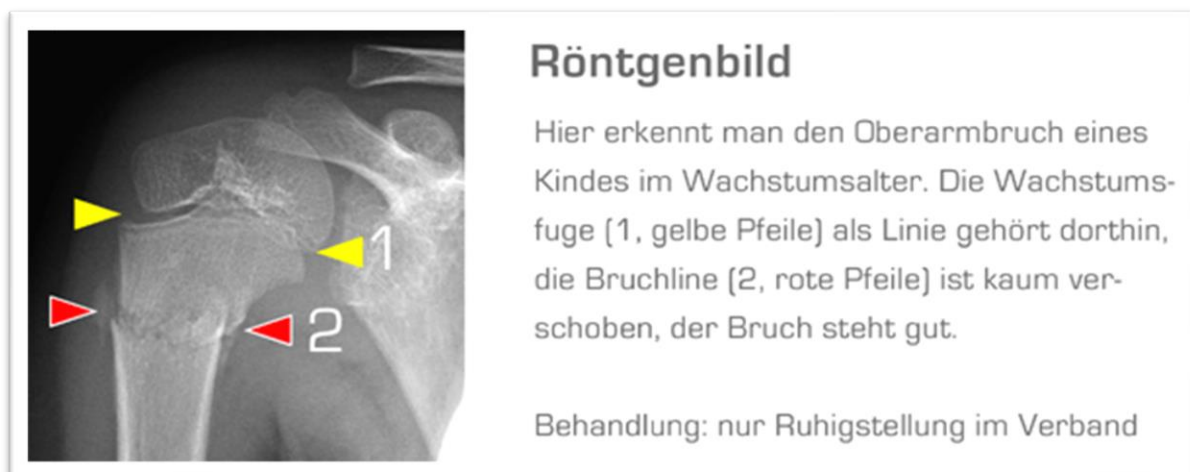 Röntgenbild
Hier erkennt man den Oberarmbruch eines
Kindes im Wachstumsalter. Die Wachstums-
fuge (1, gelbe Pfeile) als Linie gehört dorthin,
die Bruchline (2, rote Pfeile) ist kaum ver-
schoben, der Bruch steht gut.
Behandlung: nur Ruhigstellung im Verband
1
2